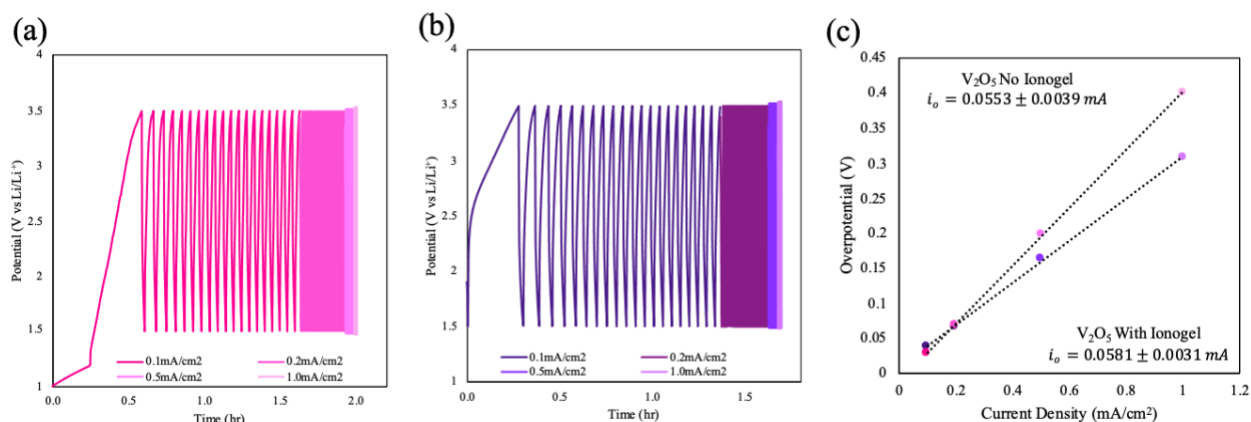 (a)
4
3.5
3
2.5
2
1.5
1
Potential (V vs Li/Li⁺)
0.1mA/cm2
0.2mA/cm2
0.5mA/cm2
1.0mA/cm2
0.0
0.5
1.0
1.5
2.0
Time (hr)
(b)
4
3.5
3
2.5
2
1.5
1
Potential (V vs Li/Li⁺)
0.1mA/cm2
0.2mA/cm2
0.5mA/cm2
1.0mA/cm2
0.0
0.5
1.0
1.5
Time (hr)
(c)
0.45
0.4
0.35
0.3
0.25
0.2
0.15
0.1
0.05
0
Overpotential (V)
V₂O₅ No Ionogel
iₒ = 0.0553 ± 0.0039 mA
V₂O₅ With Ionogel
iₒ = 0.0581 ± 0.0031 mA
0
0.2
0.4
0.6
0.8
1
Current Density (mA/cm²)